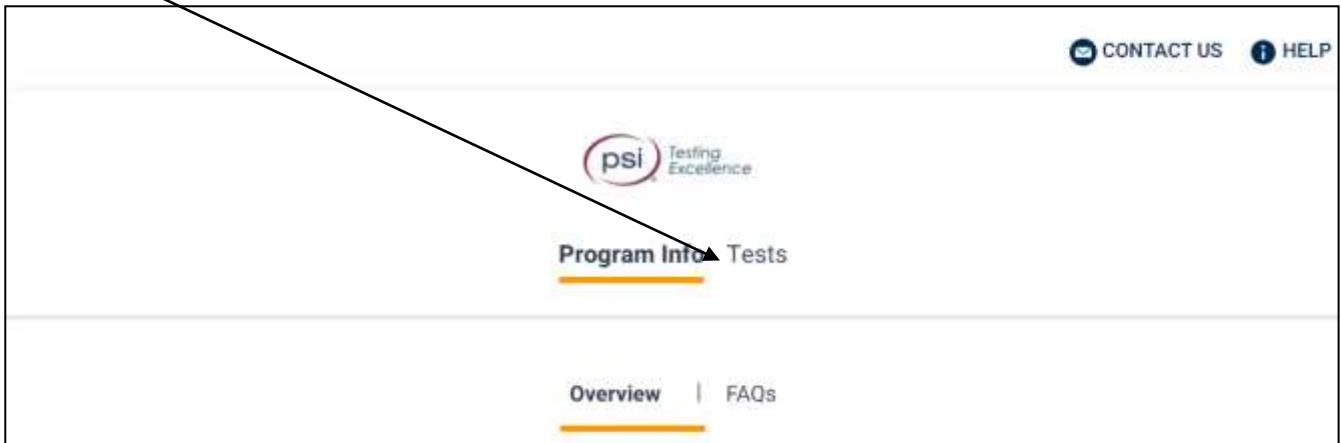 CONTACT US HELP
psi Testing
Excellence
Program Info Tests
Overview | FAQs